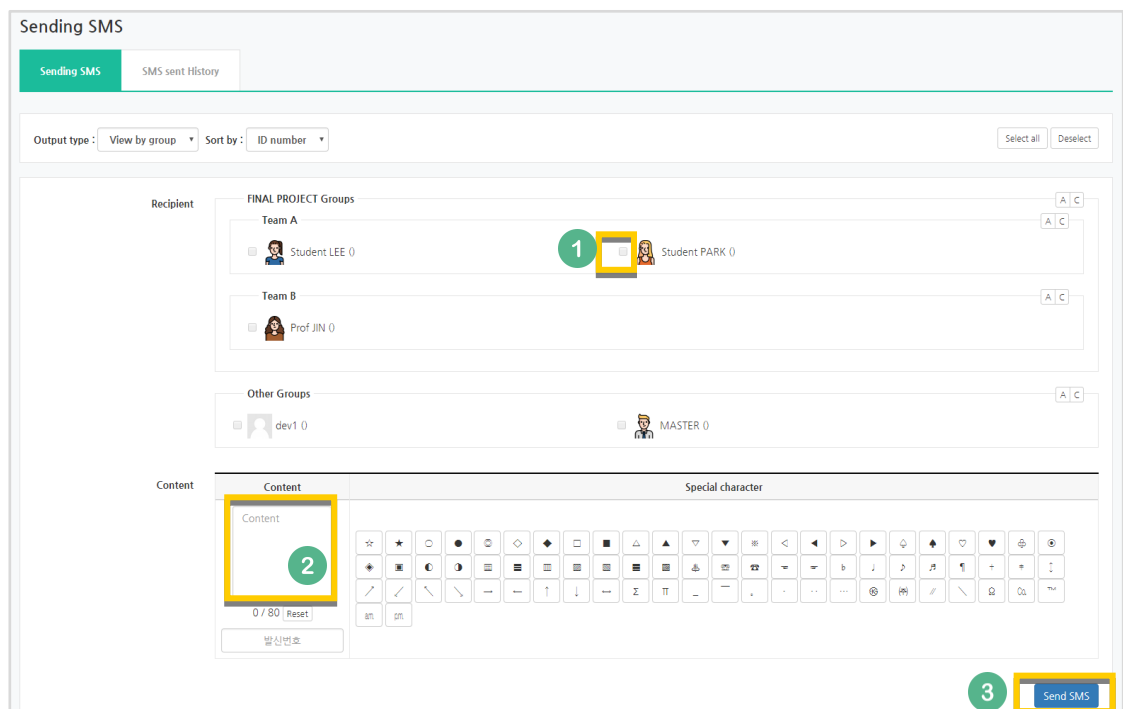 Sending SMS
Sending SMS SMS sent History
Output type : View by group Sort by : ID number Select all Deselect
Recipient
FINAL PROJECT Groups A C
Team A A C
Student LEE () 1 Student PARK ()
Team B A C
Prof JIN ()
Other Groups A C
dev1 () MASTER ()
Content
Content Special character
Content
2
☆ ★ ○ ● ◎ ◇ ◆ □ ■ △ ▲ ▽ ▼ ※ ◁ ◀ ▷ ▶ ♤ ♠ ♡ ♥ ♧ ⊙
◈ ▣ ◐ ◑ ▤ ▥ ▨ ▩ ♨ ☏ ☎ ☜ ☞ ♭ ♩ ♪ ♬ ¶
↗ ↙ ↖ ↘ → ← ↑ ↓ ↔ Σ Π _ ¯ 。 · ‥ … ㉿ ∥ ＼ Ω ㏇ ™
㏂ ㏘
0 / 80 Reset
발신번호
3 Send SMS